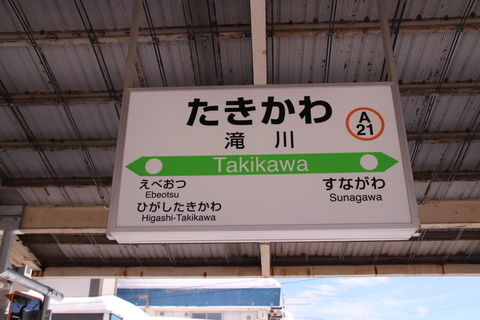 たきかわ
滝川
A
21
Takikawa
えべおつ
Ebeotsu
ひがしたきかわ
Higashi-Takikawa
すながわ
Sunagawa